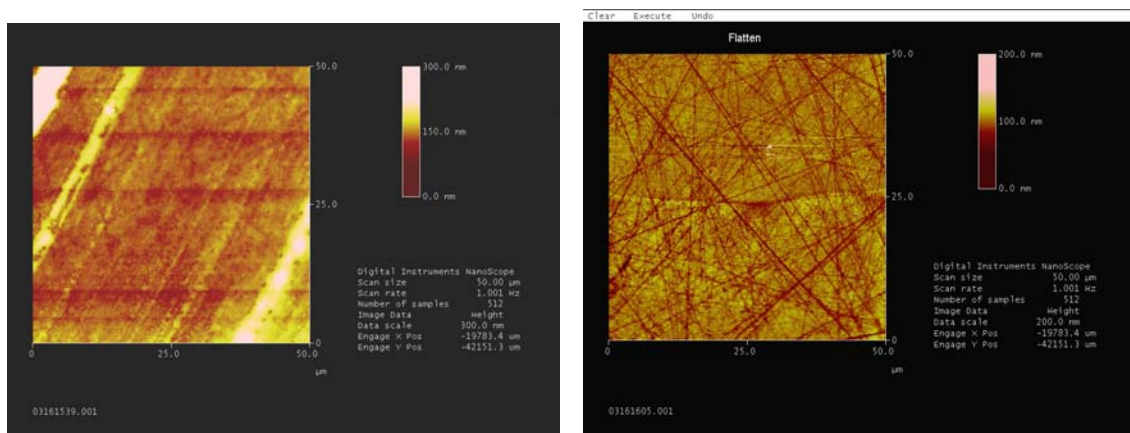 300.0 nm
150.0 nm
0.0 nm
50.0
25.0
0
0
25.0
μm
Digital Instruments NanoScope
Scan size 50.00 μm
Scan rate 1.001 Hz
Number of samples 512
Image Data Height
Data scale 300.0 nm
Engage X Pos -19783.4 um
Engage Y Pos -42151.3 um
03161539.001
Clear Execute Undo
Flatten
200.0 nm
100.0 nm
0.0 nm
50.0
25.0
0
0
25.0
50.0
μm
Digital Instruments NanoScope
Scan size 50.00 μm
Scan rate 1.001 Hz
Number of samples 512
Image Data Height
Data scale 200.0 nm
Engage X Pos -19783.4 um
Engage Y Pos -42151.3 um
03161605.001